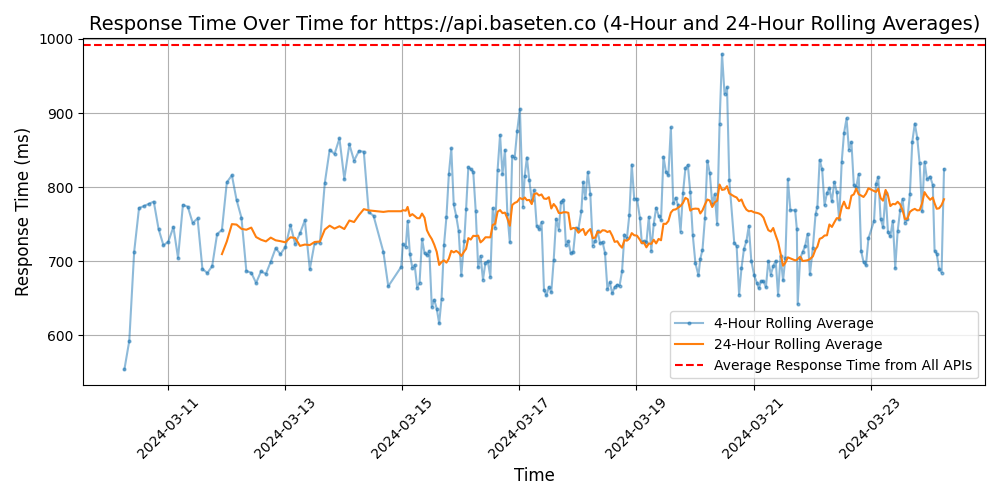 Response Time Over Time for https://api.baseten.co (4-Hour and 24-Hour Rolling Averages)
Response Time (ms)
1000
900
800
700
600
4-Hour Rolling Average
24-Hour Rolling Average
Average Response Time from All APIs
2024-03-11
2024-03-13
2024-03-15
2024-03-17
2024-03-19
2024-03-21
2024-03-23
Time